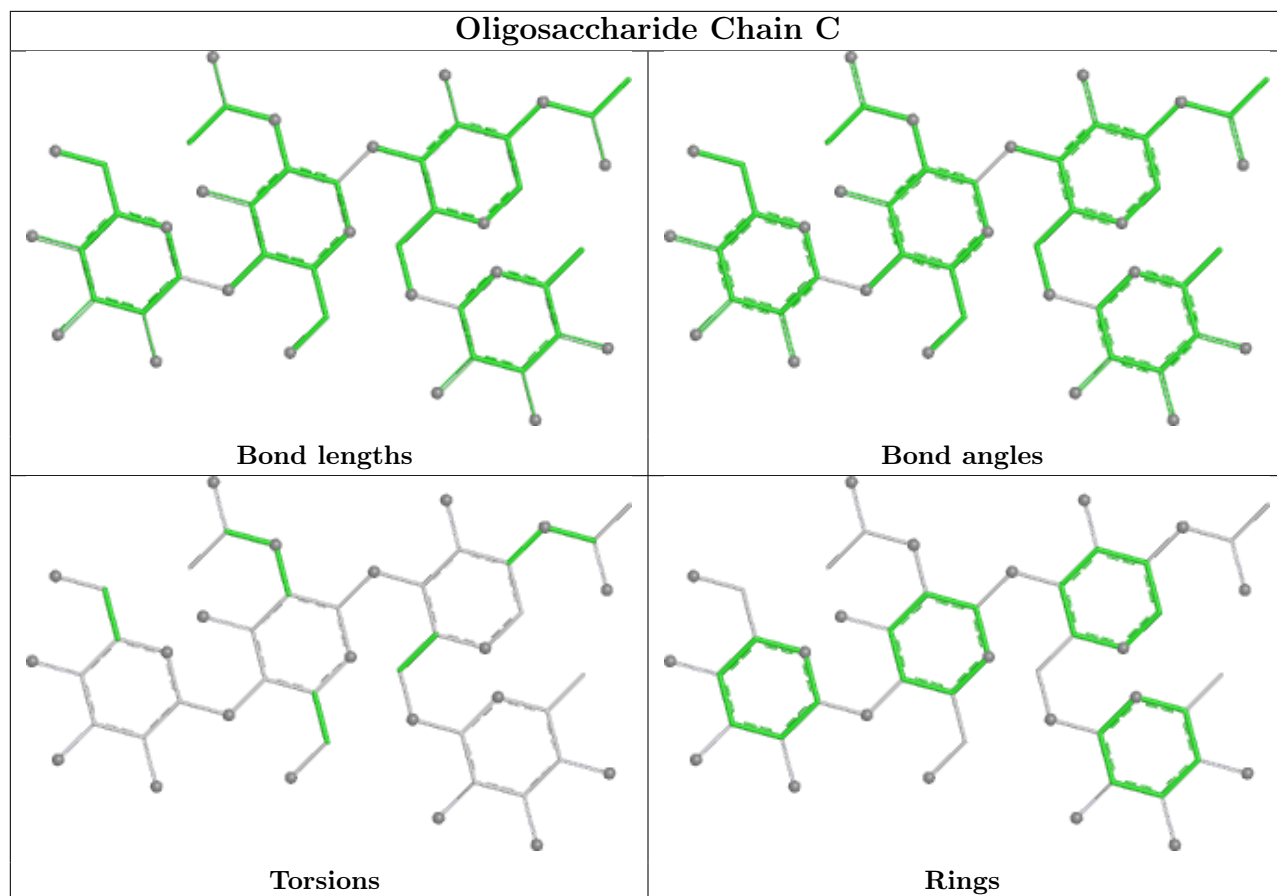 Oligosaccharide Chain C
Bond lengths
Bond angles
Torsions
Rings